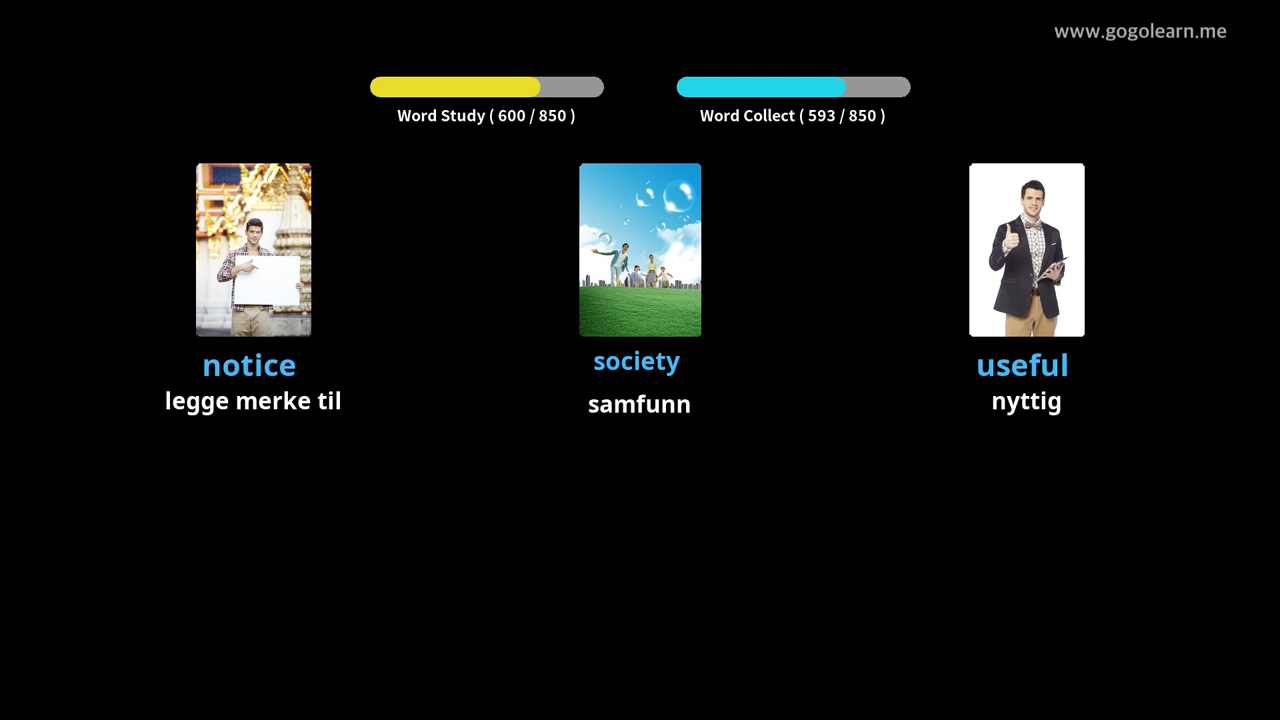 www.gogolearn.me
Word Study ( 600 / 850 )
Word Collect ( 593 / 850 )
notice
legge merke til
society
samfunn
useful
nyttig